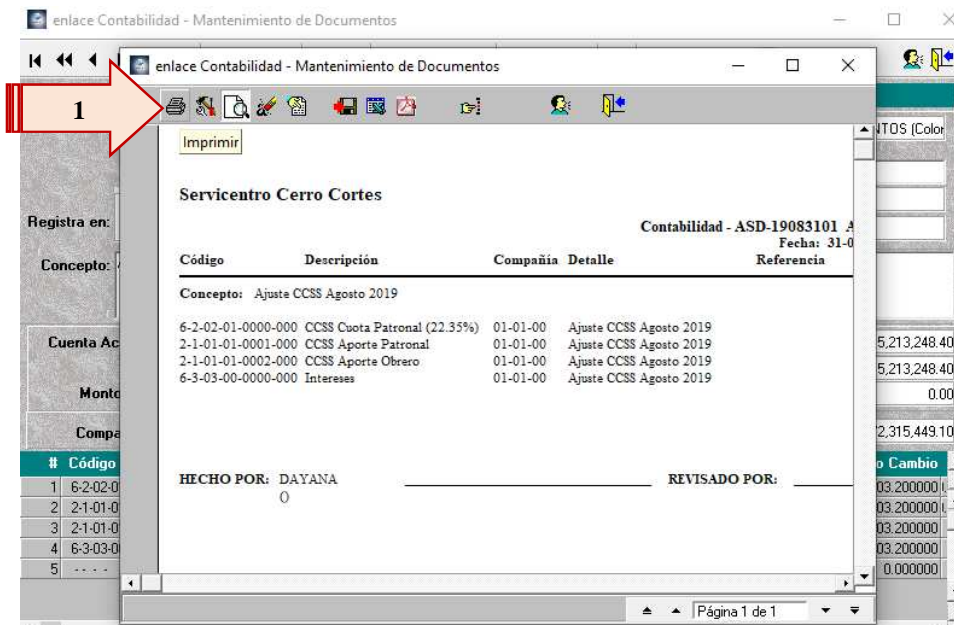 enlace Contabilidad - Mantenimiento de Documentos
enlace Contabilidad - Mantenimiento de Documentos
1
Imprimir
NTOS (Color
Servicentro Cerro Cortes
Contabilidad - ASD-19083101 A
Fecha: 31-0
Código Descripción Compañía Detalle Referencia
Concepto: Ajuste CCSS Agosto 2019
6-2-02-01-0000-000 CCSS Cuota Patronal (22.35%) 01-01-00 Ajuste CCSS Agosto 2019
2-1-01-01-0001-000 CCSS Aporte Patronal 01-01-00 Ajuste CCSS Agosto 2019
2-1-01-01-0002-000 CCSS Aporte Obrero 01-01-00 Ajuste CCSS Agosto 2019
6-3-03-00-0000-000 Intereses 01-01-00 Ajuste CCSS Agosto 2019
HECHO POR: DAYANA REVISADO POR:
()
Página 1 de 1
Registra en:
Concepto:
Cuenta Ac 5,213,248.40
5,213,248.40
Monto 0.00
Compa 2,315,449.10
# Código o Cambio
1 6-2-02-0 03.200000
2 2-1-01-0 03.200000
3 2-1-01-0 03.200000
4 6-3-03-0 03.200000
5 - - - - 0.000000